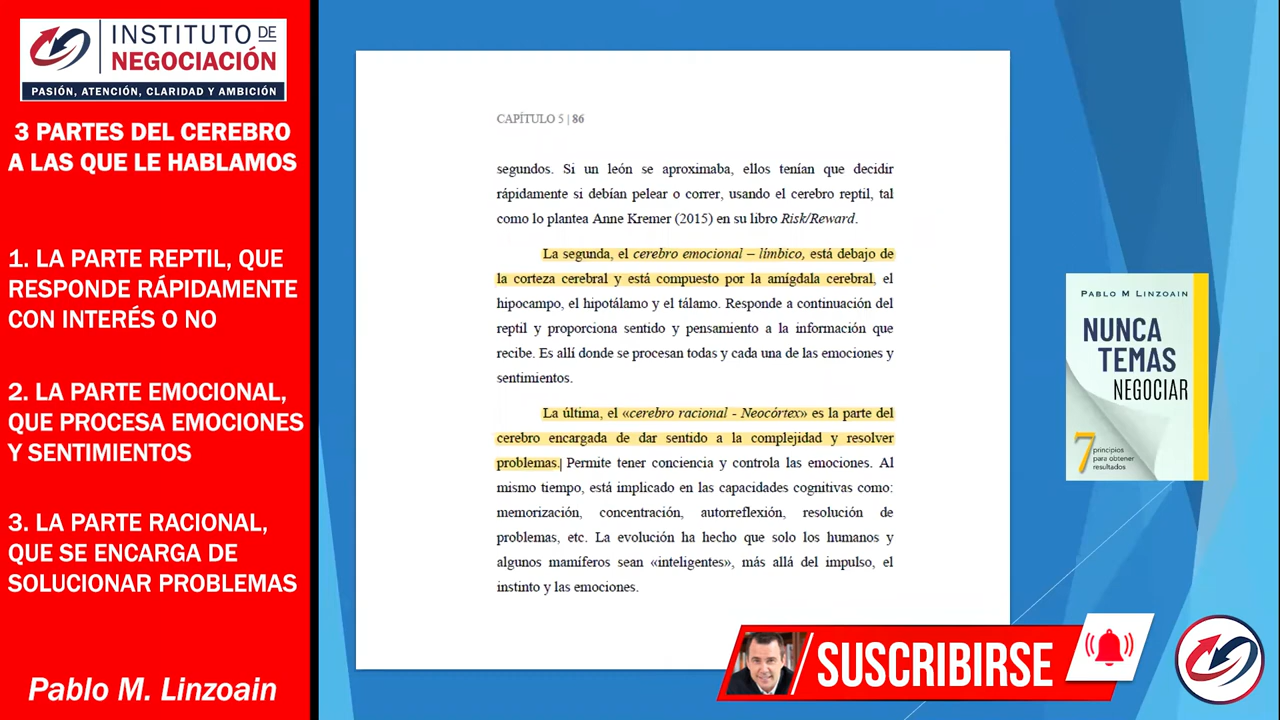 INSTITUTO DE
NEGOCIACIÓN
PASIÓN, ATENCIÓN, CLARIDAD Y AMBICIÓN
3 PARTES DEL CEREBRO
A LAS QUE LE HABLAMOS
1. LA PARTE REPTIL, QUE
RESPONDE RÁPIDAMENTE
CON INTERÉS O NO
2. LA PARTE EMOCIONAL,
QUE PROCESA EMOCIONES
Y SENTIMIENTOS
3. LA PARTE RACIONAL,
QUE SE ENCARGA DE
SOLUCIONAR PROBLEMAS
Pablo M. Linzoain
CAPÍTULO 5 | 86
segundos. Si un león se aproximaba, ellos tenían que decidir
rápidamente si debían pelear o correr, usando el cerebro reptil, tal
como lo plantea Anne Kremer (2015) en su libro Risk/Reward.
La segunda, el cerebro emocional – límbico, está debajo de
la corteza cerebral y está compuesto por la amígdala cerebral, el
hipocampo, el hipotálamo y el tálamo. Responde a continuación del
reptil y proporciona sentido y pensamiento a la información que
recibe. Es allí donde se procesan todas y cada una de las emociones y
sentimientos.
La última, el «cerebro racional - Neocórtex» es la parte del
cerebro encargada de dar sentido a la complejidad y resolver
problemas. Permite tener conciencia y controla las emociones. Al
mismo tiempo, está implicado en las capacidades cognitivas como:
memorización, concentración, autorreflexión, resolución de
problemas, etc. La evolución ha hecho que solo los humanos y
algunos mamíferos sean «inteligentes», más allá del impulso, el
instinto y las emociones.
PABLO M LINZOAIN
NUNCA
TEMAS
NEGOCIAR
7 principios
para obtener
resultados
SUSCRIBIRSE